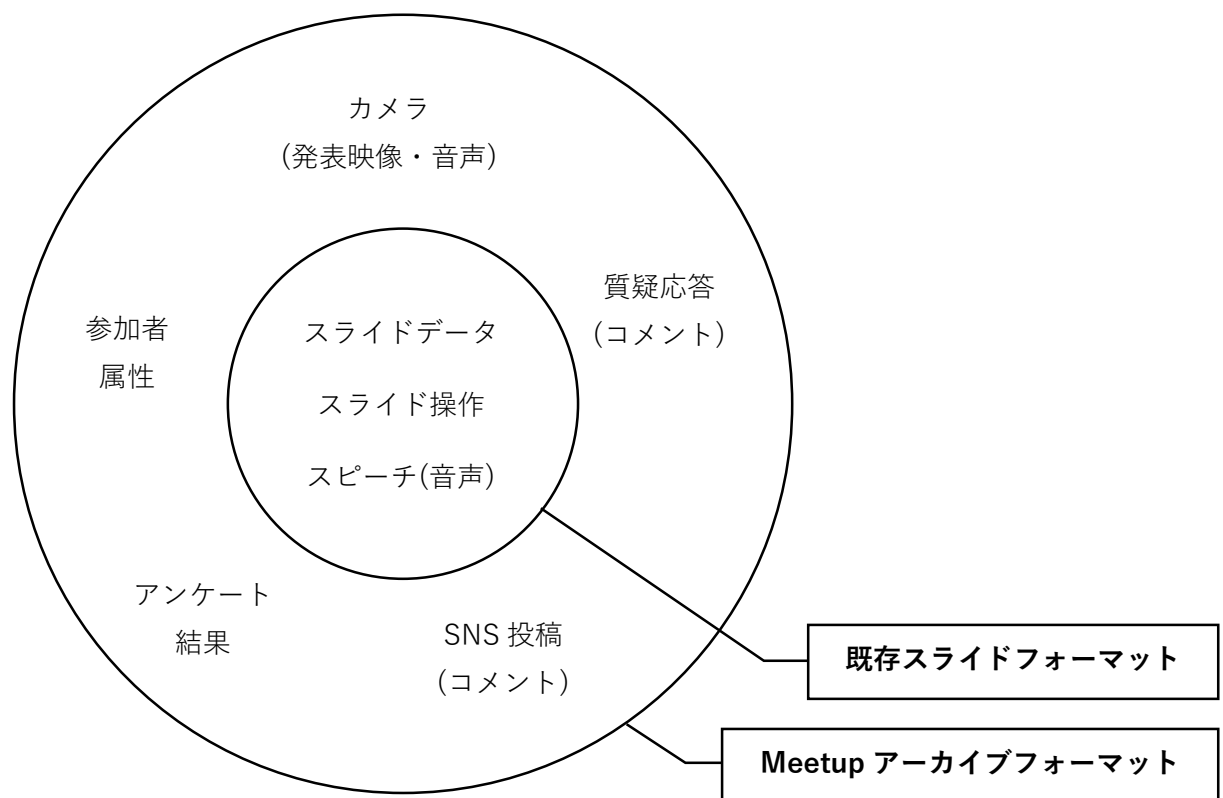 カメラ
(発表映像・音声)
質疑応答
(コメント)
参加者
属性
スライドデータ
スライド操作
スピーチ(音声)
アンケート
結果
SNS 投稿
(コメント)
既存スライドフォーマット
Meetup アーカイブフォーマット